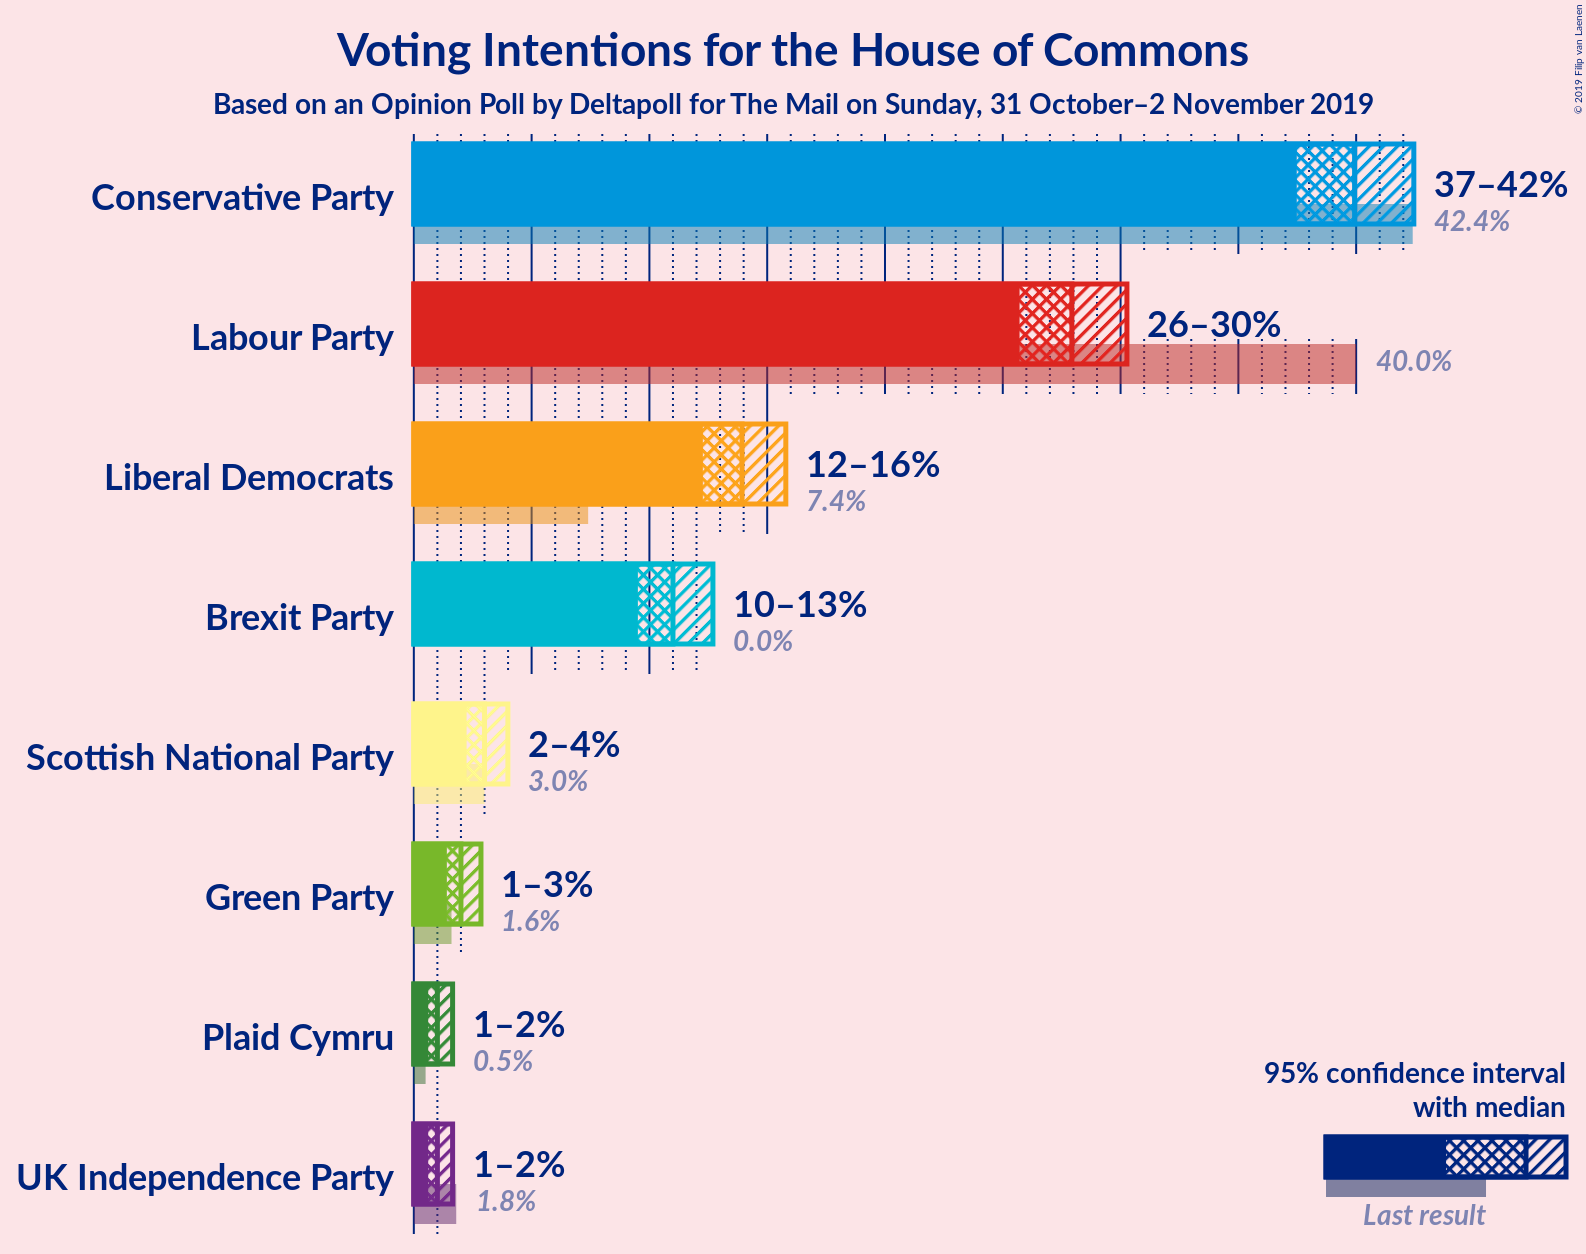 Voting Intentions for the House of Commons
Based on an Opinion Poll by Deltapoll for The Mail on Sunday, 31 October–2 November 2019
© 2019 Filip van Laenen
Conservative Party
37–42%
42.4%
Labour Party
26–30%
40.0%
Liberal Democrats
12–16%
7.4%
Brexit Party
10–13%
0.0%
Scottish National Party
2–4%
3.0%
Green Party
1–3%
1.6%
Plaid Cymru
1–2%
0.5%
UK Independence Party
1–2%
1.8%
95% confidence interval
with median
Last result